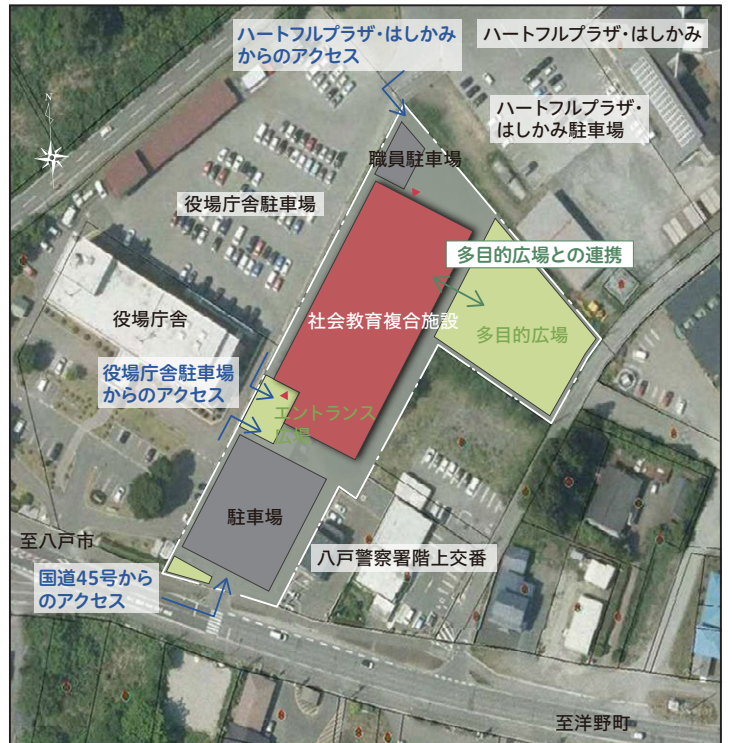 ハートフルプラザ・はしかみ
からのアクセス
ハートフルプラザ・はしかみ
ハートフルプラザ・
はしかみ駐車場
N
職員駐車場
役場庁舎駐車場
多目的広場との連携
役場庁舎
社会教育複合施設
多目的広場
役場庁舎駐車場
からのアクセス
エントランス
広場
駐車場
至八戸市
八戸警察署階上交番
国道45号から
のアクセス
至洋野町